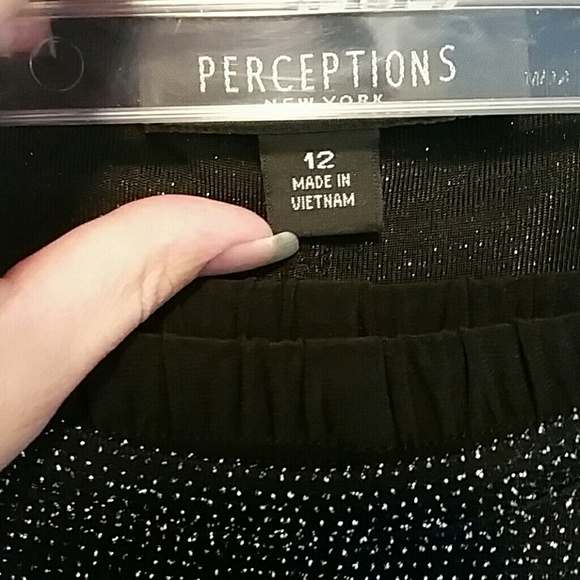 PERCEPTIONS
NEW YORK
12
MADE IN
VIETNAM